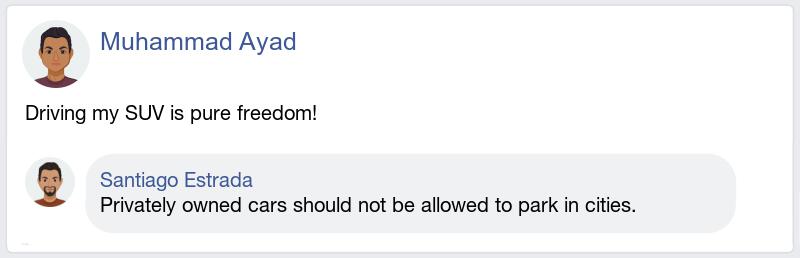 Muhammad Ayad
Driving my SUV is pure freedom!
Santiago Estrada
Privately owned cars should not be allowed to park in cities.